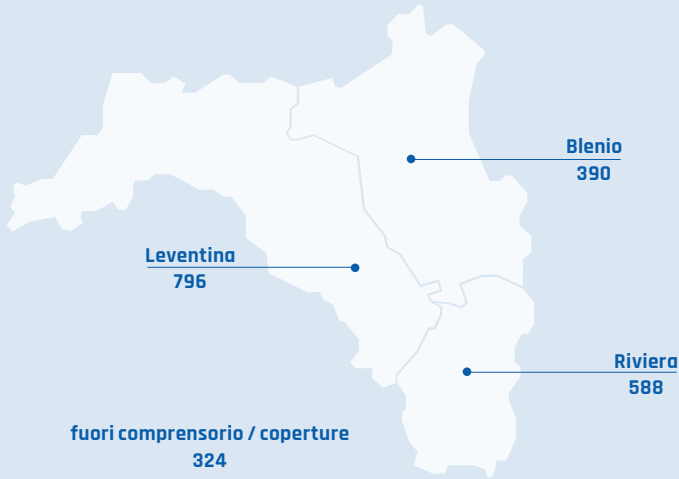 Blenio
390
Leventina
796
Riviera
588
fuori comprensorio / coperture
324